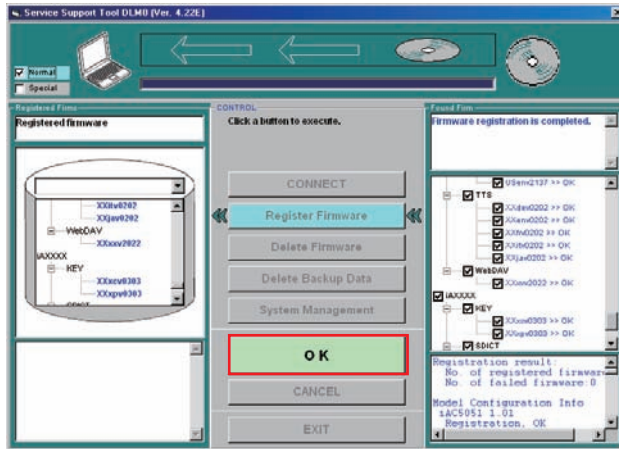 Service Support Tool DLM0 (Ver. 4.22E)
Normal
Special
Registered Firms
Registered firmware
XXitv0202
XXjav0202
WebDAV
XXxxv2022
iAXXXX
KEY
XXxcv0303
XXxpv0303
CONTROL
Click a button to execute.
CONNECT
Register Firmware
Delete Firmware
Delete Backup Data
System Management
OK
CANCEL
EXIT
Found Firm
Firmware registration is completed.
USenv2137 >> OK
TTS
XXdev0202 >> OK
XXenv0202 >> OK
XXfrv0202 >> OK
XXitv0202 >> OK
XXjav0202 >> OK
WebDAV
XXxxv2022 >> OK
iAXXXX
KEY
XXxcv0303 >> OK
XXxpv0303 >> OK
SDICT
Registration result:
No. of registered firmware
No. of failed firmware:0
Model Configuration Info
iAC5051 1.01
Registration, OK